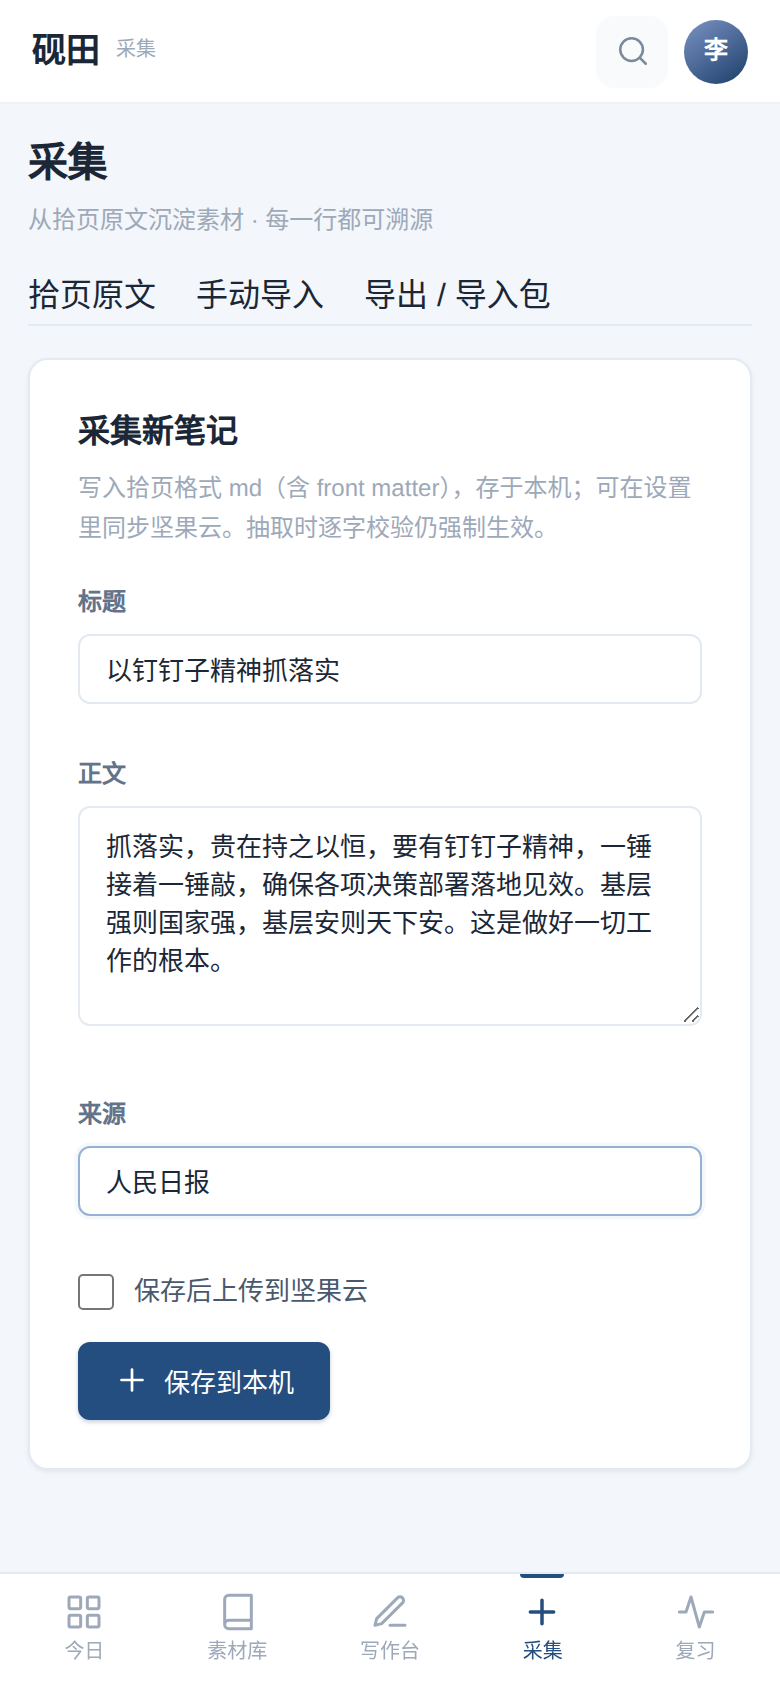 砚田 采集
李
采集
从拾页原文沉淀素材 · 每一行都可溯源
拾页原文 手动导入 导出 / 导入包
采集新笔记
写入拾页格式 md（含 front matter），存于本机；可在设置
里同步坚果云。抽取时逐字校验仍强制生效。
标题
以钉钉子精神抓落实
正文
抓落实，贵在持之以恒，要有钉钉子精神，一锤
接着一锤敲，确保各项决策部署落地见效。基层
强则国家强，基层安则天下安。这是做好一切工
作的根本。
来源
人民日报
保存后上传到坚果云
保存到本机
今日 素材库 写作台 采集 复习